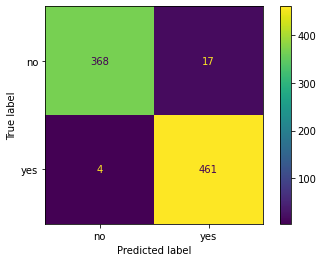 no
368
17
yes
4
461
no
yes
Predicted label
True label
400
300
200
100